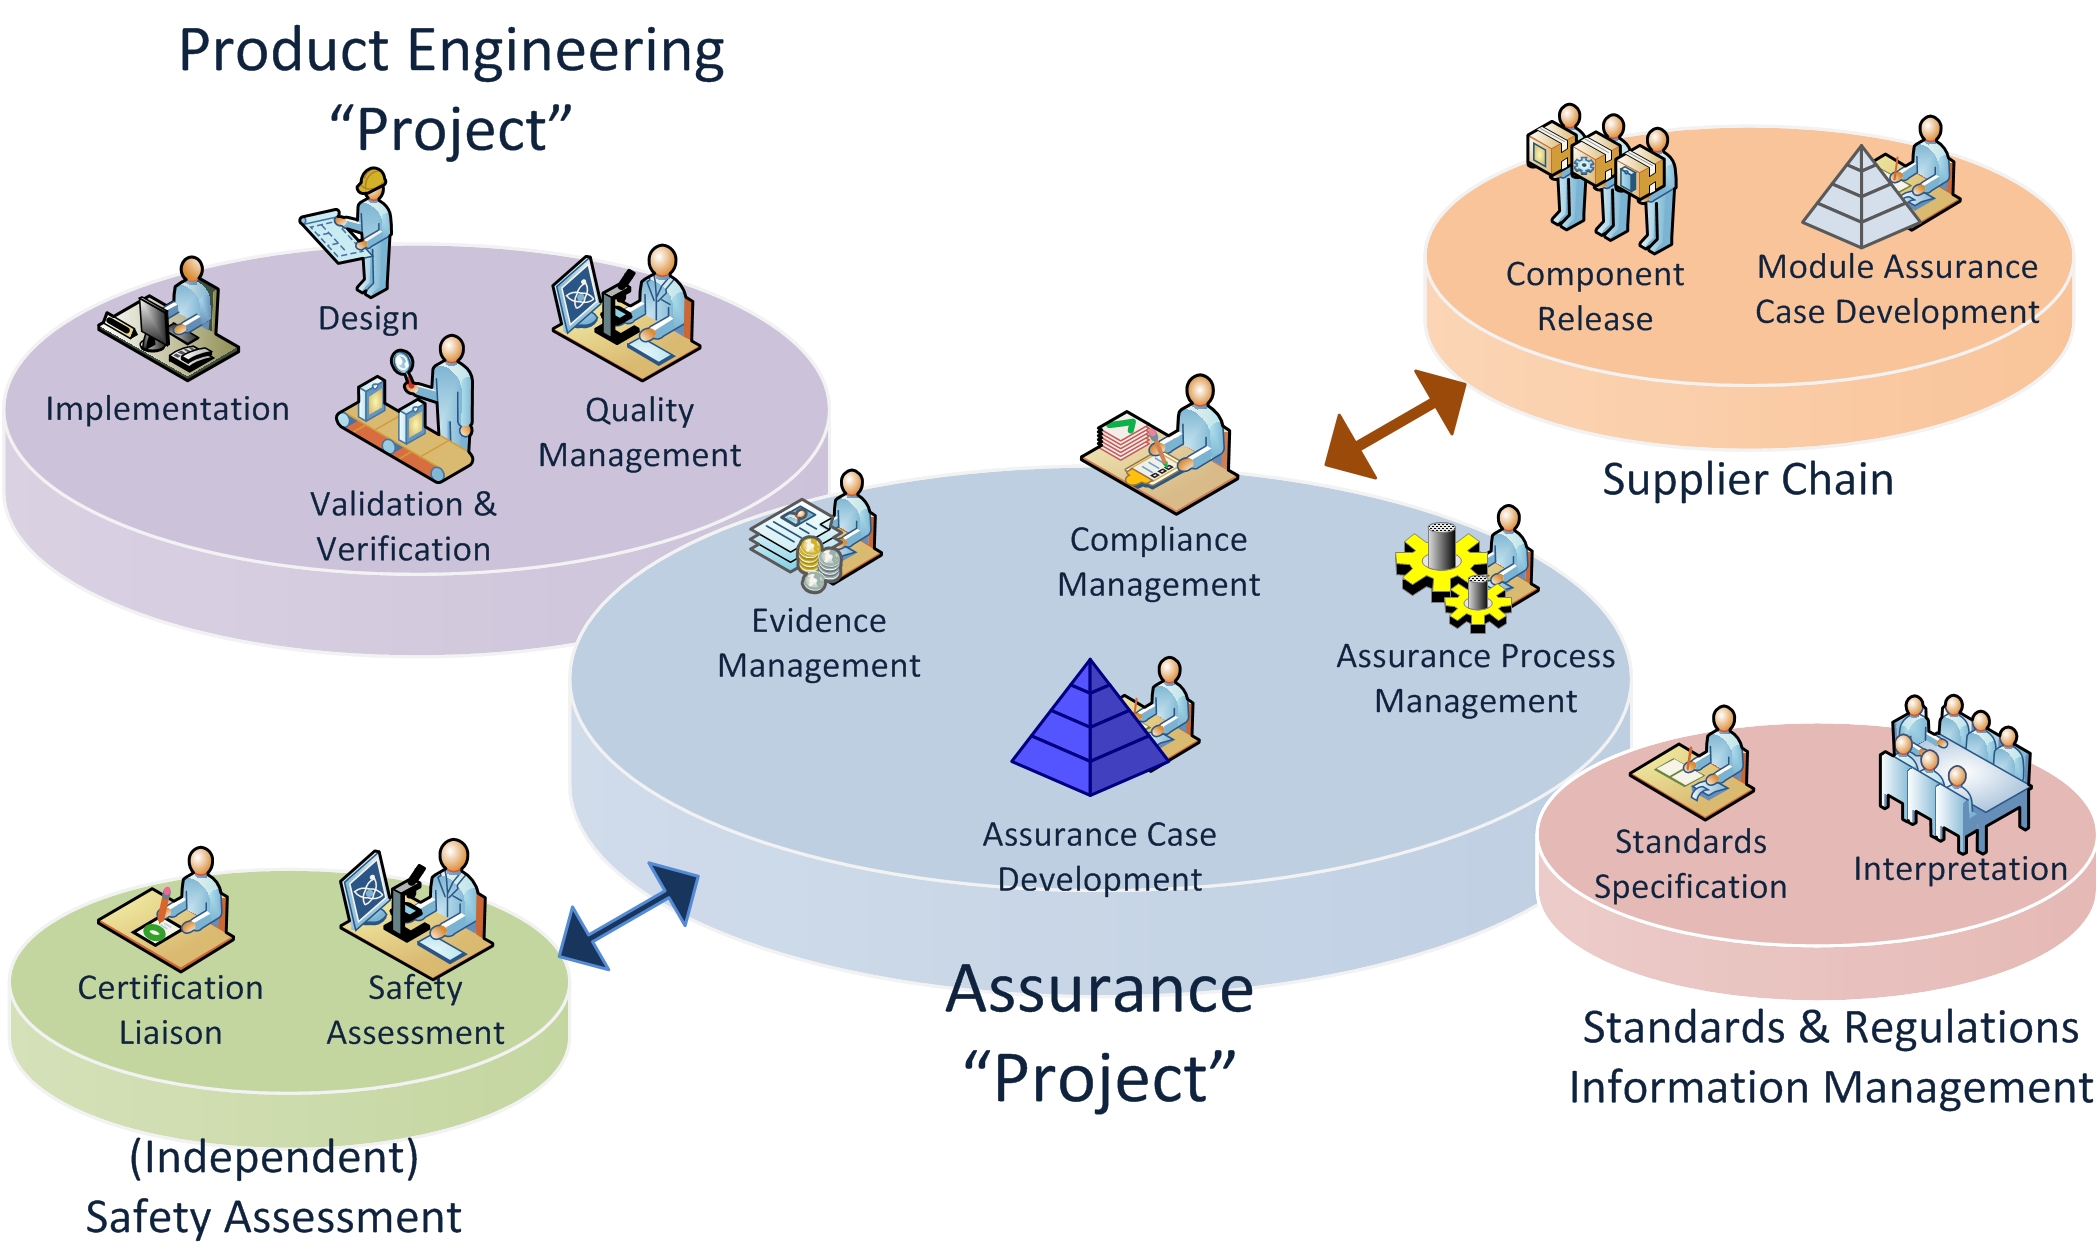 Product Engineering
“Project”
Design
Implementation
Quality
Management
Validation &
Verification
Component
Release
Module Assurance
Case Development
Supplier Chain
Compliance
Management
Evidence
Management
Assurance Process
Management
Assurance Case
Development
Assurance
“Project”
Standards
Specification
Interpretation
Standards & Regulations
Information Management
Certification
Liaison
Safety
Assessment
(Independent)
Safety Assessment